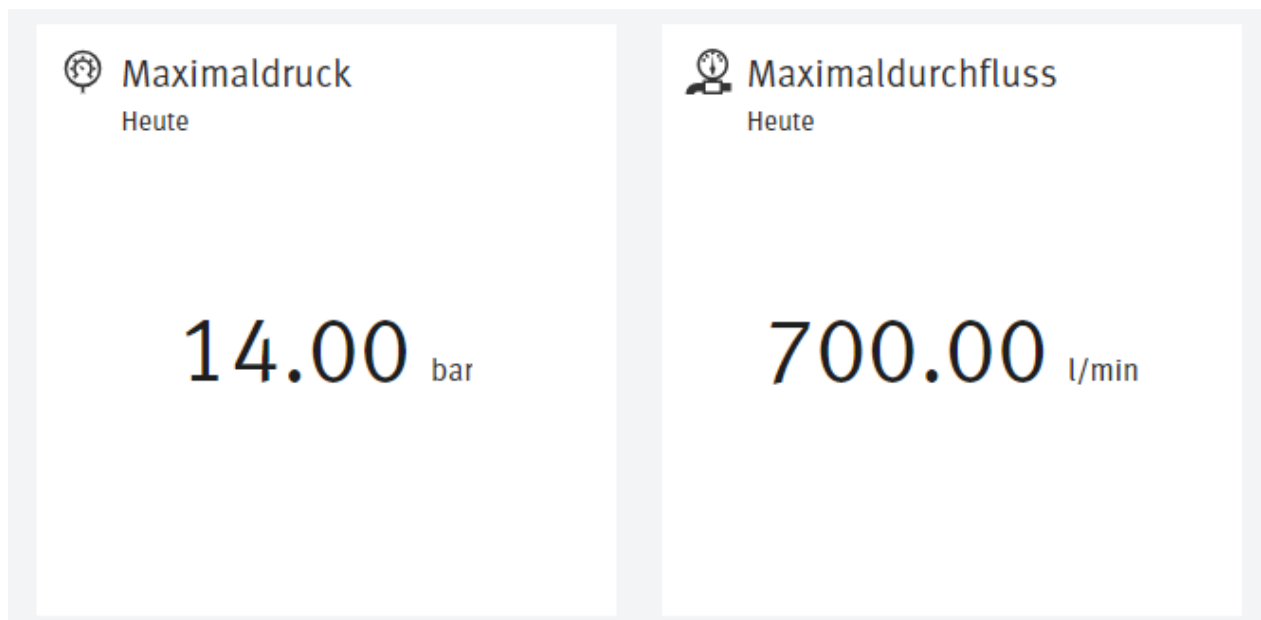 Maximaldruck
Heute
14.00 bar
Maximaldurchfluss
Heute
700.00 l/min